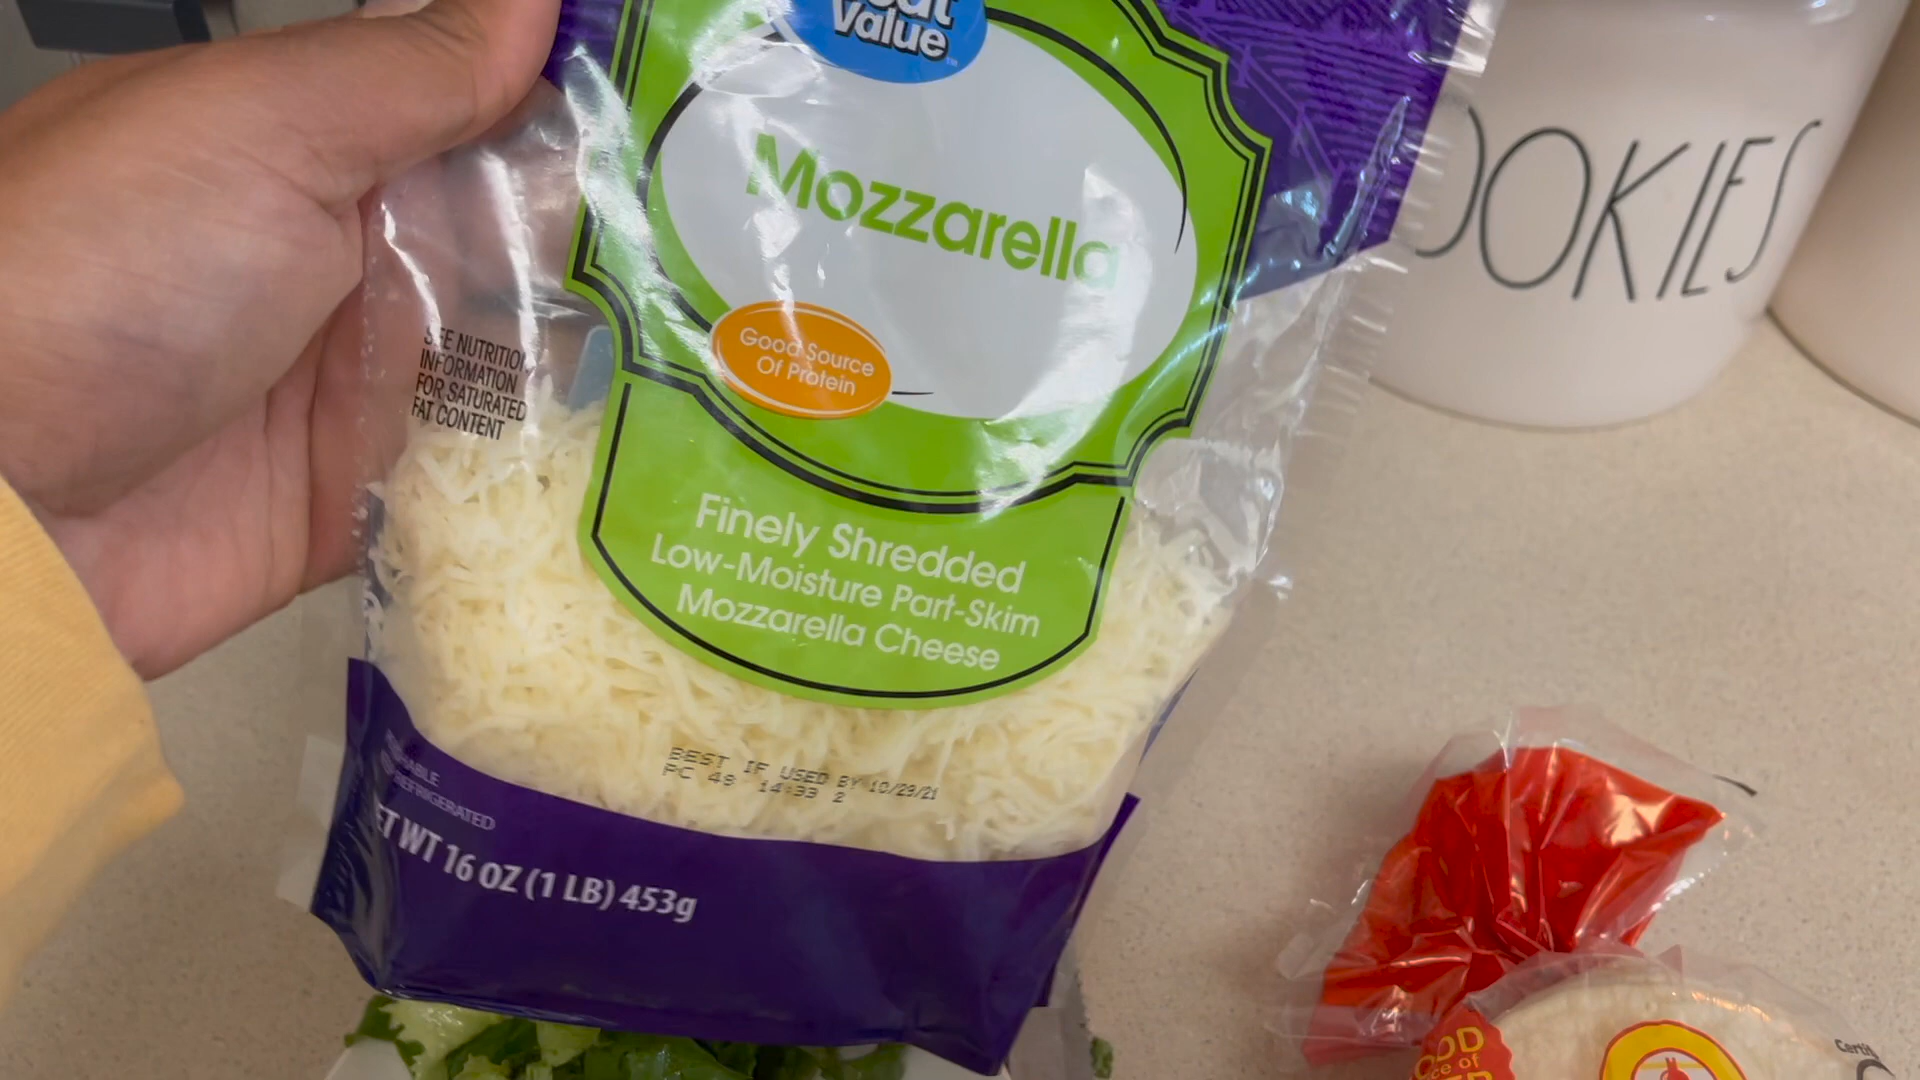 Value
Mozzarella
Good Source
Of Protein
SEE NUTRITION
INFORMATION
FOR SATURATED
FAT CONTENT
Finely Shredded
Low-Moisture Part-Skim
Mozzarella Cheese
BEST IF USED BY 10/29/21
PC 48 14:33 2
REFRIGERATED
NET WT 16 OZ (1 LB) 453g
OOKIES